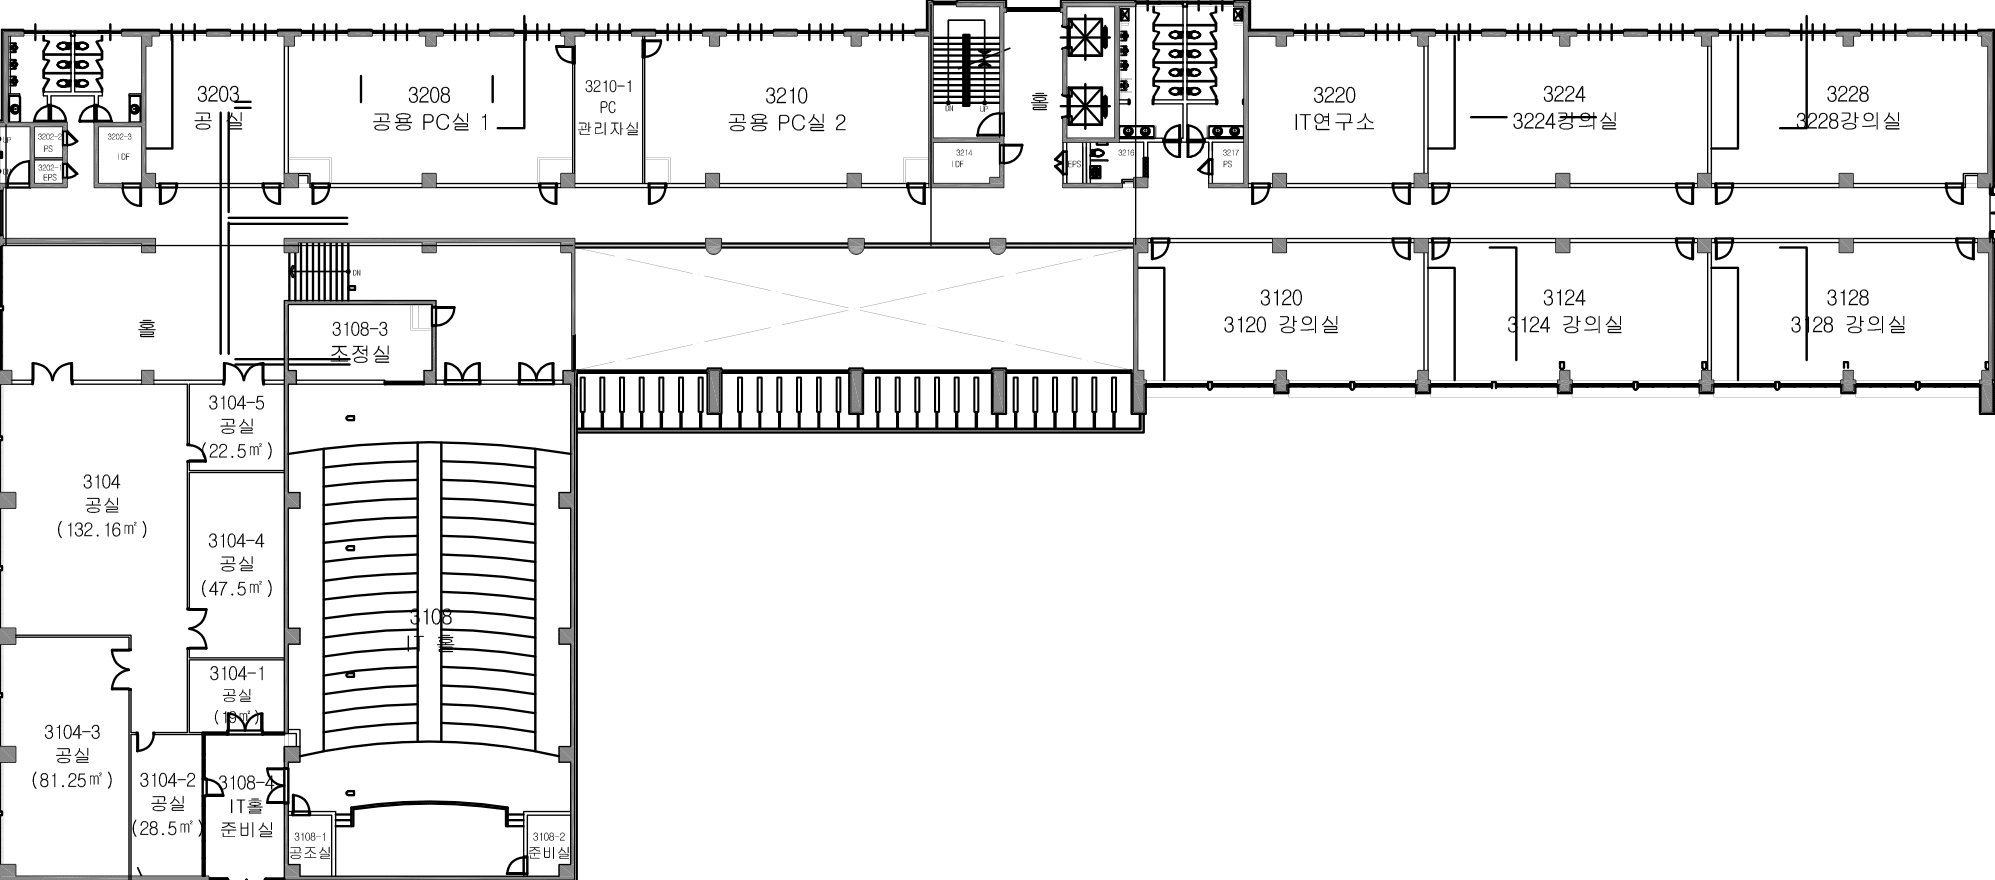 3203
공 실
3208
공용 PC실 1
3210-1
PC
관리자실
3210
공용 PC실 2
홀
3220
IT연구소
3224
3224강의실
3228
3228강의실
UP
3202-2
PS
3202-1
EPS
3202-3
IDF
DN
UP
3214
IDF
EPS
3216
3217
PS
DN
홀
3108-3
조정실
3120
3120 강의실
3124
3124 강의실
3128
3128 강의실
3104-5
공실
(22.5㎡)
3104
공실
(132.16㎡)
3104-4
공실
(47.5㎡)
3108
IT 홀
3104-1
공실
(19㎡)
3104-3
공실
(81.25㎡)
3104-2
공실
(28.5㎡)
3108-4
IT홀
준비실
3108-1
공조실
3108-2
준비실